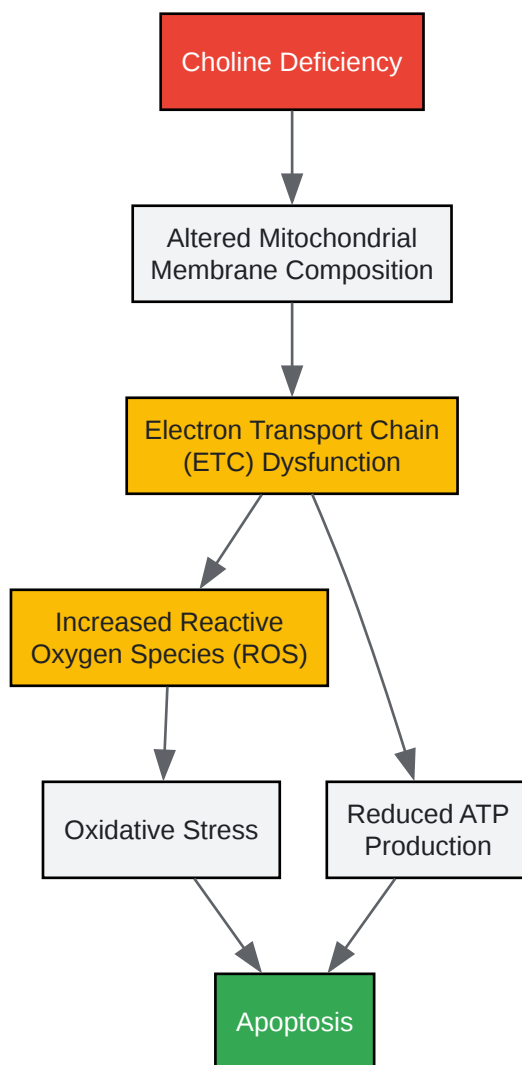 Choline Deficiency
Altered Mitochondrial
Membrane Composition
Electron Transport Chain
(ETC) Dysfunction
Increased Reactive
Oxygen Species (ROS)
Oxidative Stress
Reduced ATP
Production
Apoptosis